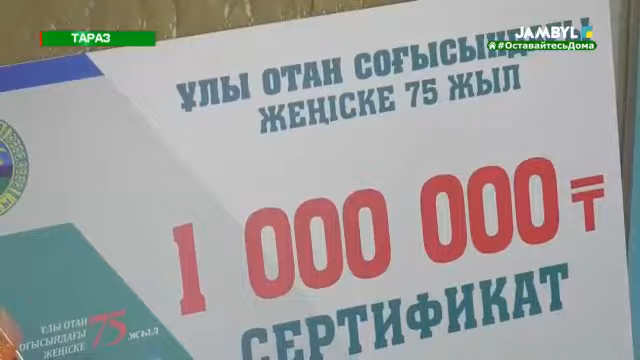 ТАРАЗ
JAMBYL
#ОставайтесьДома
ҰЛЫ ОТАН СОҒЫСЫНДАҒЫ
ЖЕҢІСКЕ 75 ЖЫЛ
1 000 000 ₸
СЕРТИФИКАТ
ҰЛЫ ОТАН
СОҒЫСЫНДАҒЫ 75 ЖЫЛ
ЖЕҢІСКЕ